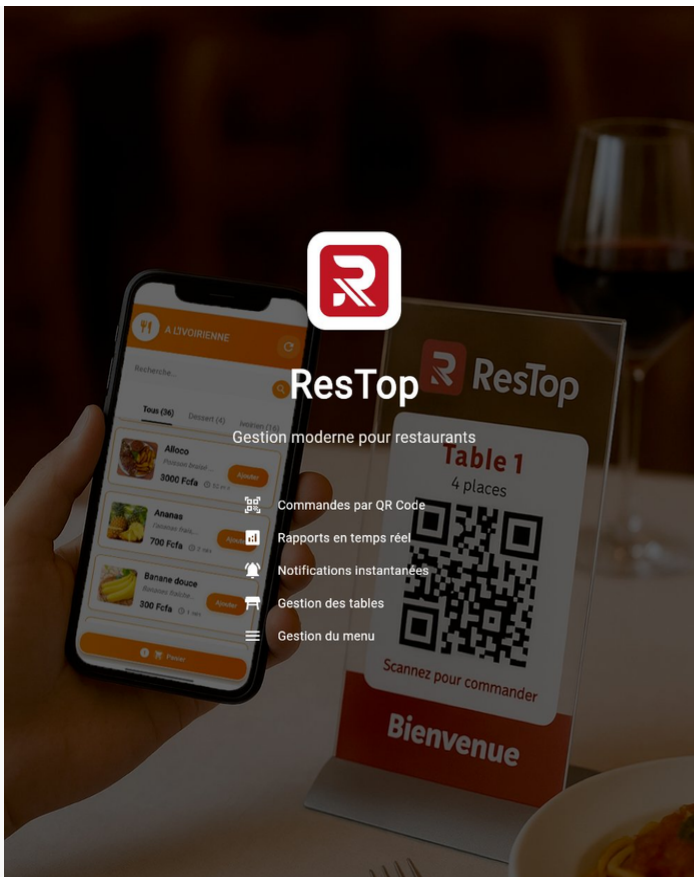 ResTop
Gestion moderne pour restaurants
Commandes par QR Code
Rapports en temps réel
Notifications instantanées
Gestion des tables
Gestion du menu
Recherche...
Tous (36)
Dessert (4)
Alloco
3000 Fcfa
Ajouter
Ananas
700 Fcfa
Banane douce
300 Fcfa
Ajouter
ResTop
Table 1
4 places
Scannez pour commander
Bienvenue